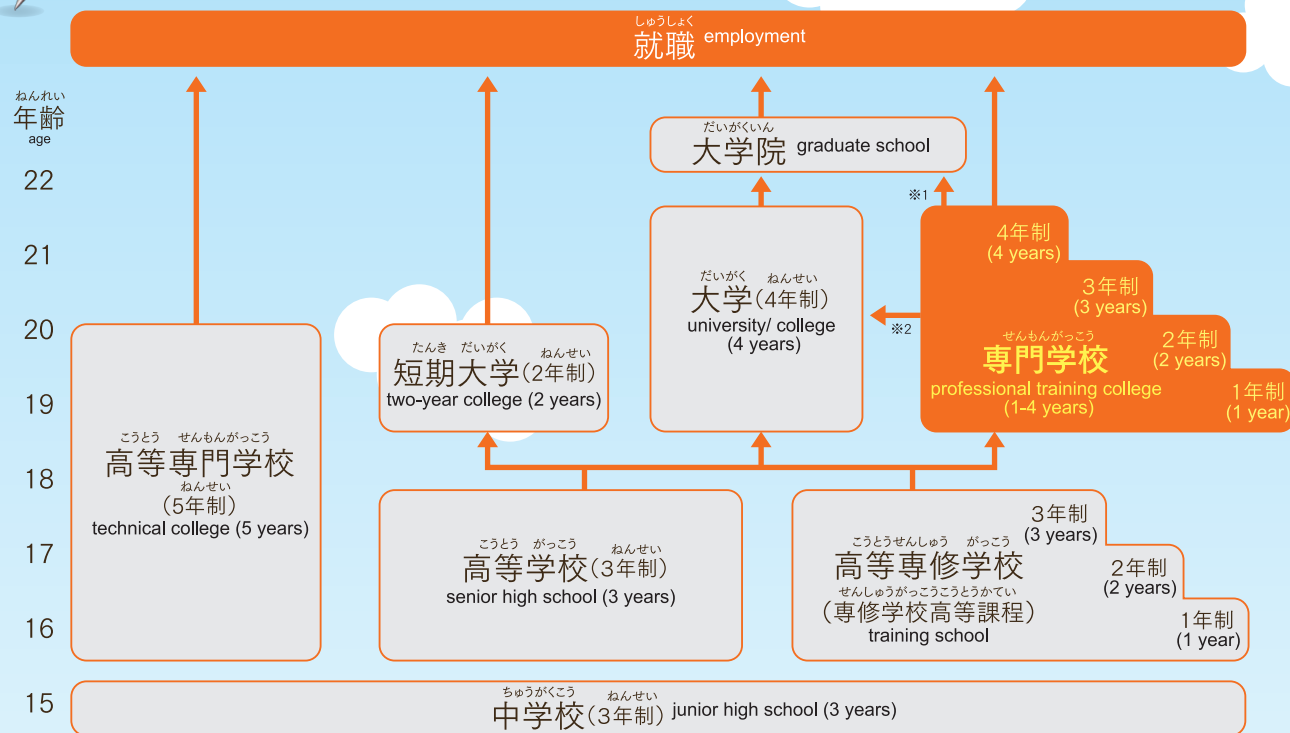 しゅうしょく
就職 employment
ねんれい
年齢
age
だいがくいん
大学院 graduate school
22
※1
4年制
(4 years)
21
だいがく ねんせい
大学(4年制)
university/ college
(4 years)
3年制
(3 years)
20
※2
せんもんがっこう
専門学校
professional training college
(1-4 years)
2年制
(2 years)
1年制
(1 year)
たんき だいがく ねんせい
短期大学(2年制)
two-year college (2 years)
19
こうとう せんもんがっこう
高等専門学校
ねんせい
(5年制)
technical college (5 years)
18
17
こうとう がっこう ねんせい
高等学校(3年制)
senior high school (3 years)
こうとうせんしゅう がっこう
高等専修学校
せんしゅうがっこうこうとうかてい
(専修学校高等課程)
training school
3年制
(3 years)
2年制
(2 years)
1年制
(1 year)
16
15
ちゅうがくこう ねんせい
中学校(3年制) junior high school (3 years)